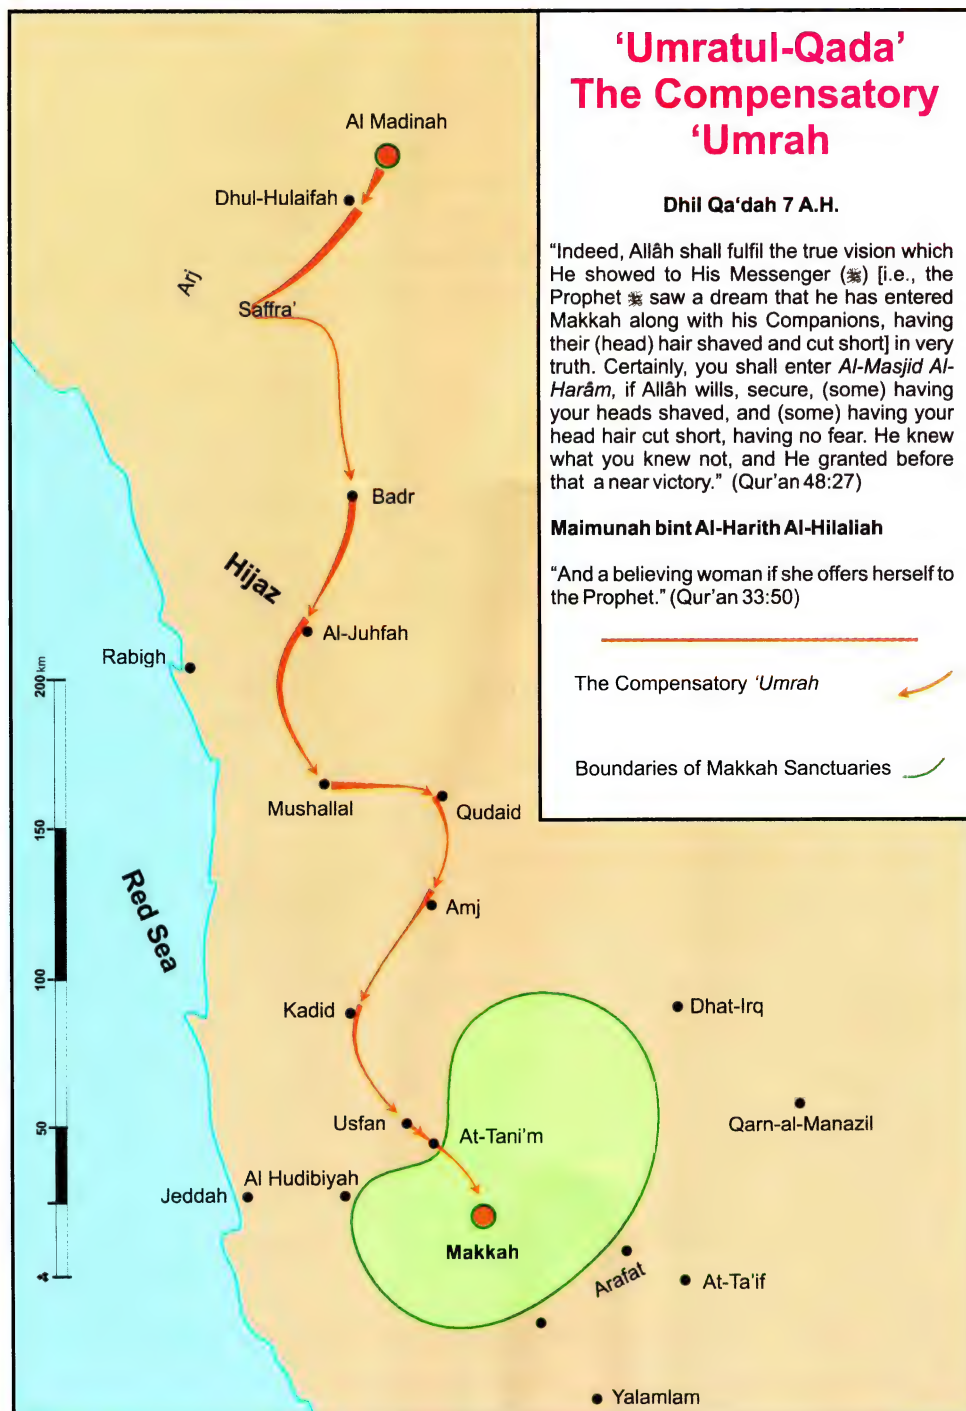 ‘Umratul-Qada’
The Compensatory
‘Umrah
Dhil Qa‘dah 7 A.H.
“Indeed, Allâh shall fulfil the true vision which
He showed to His Messenger (ﷺ) [i.e., the
Prophet ﷺ saw a dream that he has entered
Makkah along with his Companions, having
their (head) hair shaved and cut short] in very
truth. Certainly, you shall enter Al-Masjid Al-
Harâm, if Allâh wills, secure, (some) having
your heads shaved, and (some) having your
head hair cut short, having no fear. He knew
what you knew not, and He granted before
that a near victory.” (Qur’an 48:27)
Maimunah bint Al-Harith Al-Hilaliah
“And a believing woman if she offers herself to
the Prophet.” (Qur’an 33:50)
The Compensatory ‘Umrah
Boundaries of Makkah Sanctuaries
Al Madinah
Dhul-Hulaifah
Arj
Saffra’
Badr
Hijaz
Al-Juhfah
Rabigh
200 km
Mushallal
Qudaid
150
Red Sea
Amj
100
Kadid
Dhat-Irq
50
Usfan
At-Tani’m
Qarn-al-Manazil
Al Hudibiyah
Jeddah
Makkah
Arafat
At-Ta’if
Yalamlam